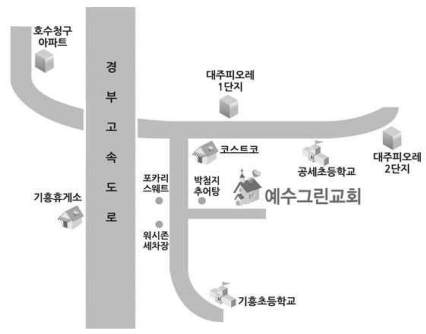 호수청구
아파트
경
부
고
속
도
로
대주피오레
1단지
코스트코
공세초등학교
대주피오레
2단지
포카리
스웨트
박첨지
추어탕
예수그린교회
기흥휴게소
워시존
세차장
기흥초등학교